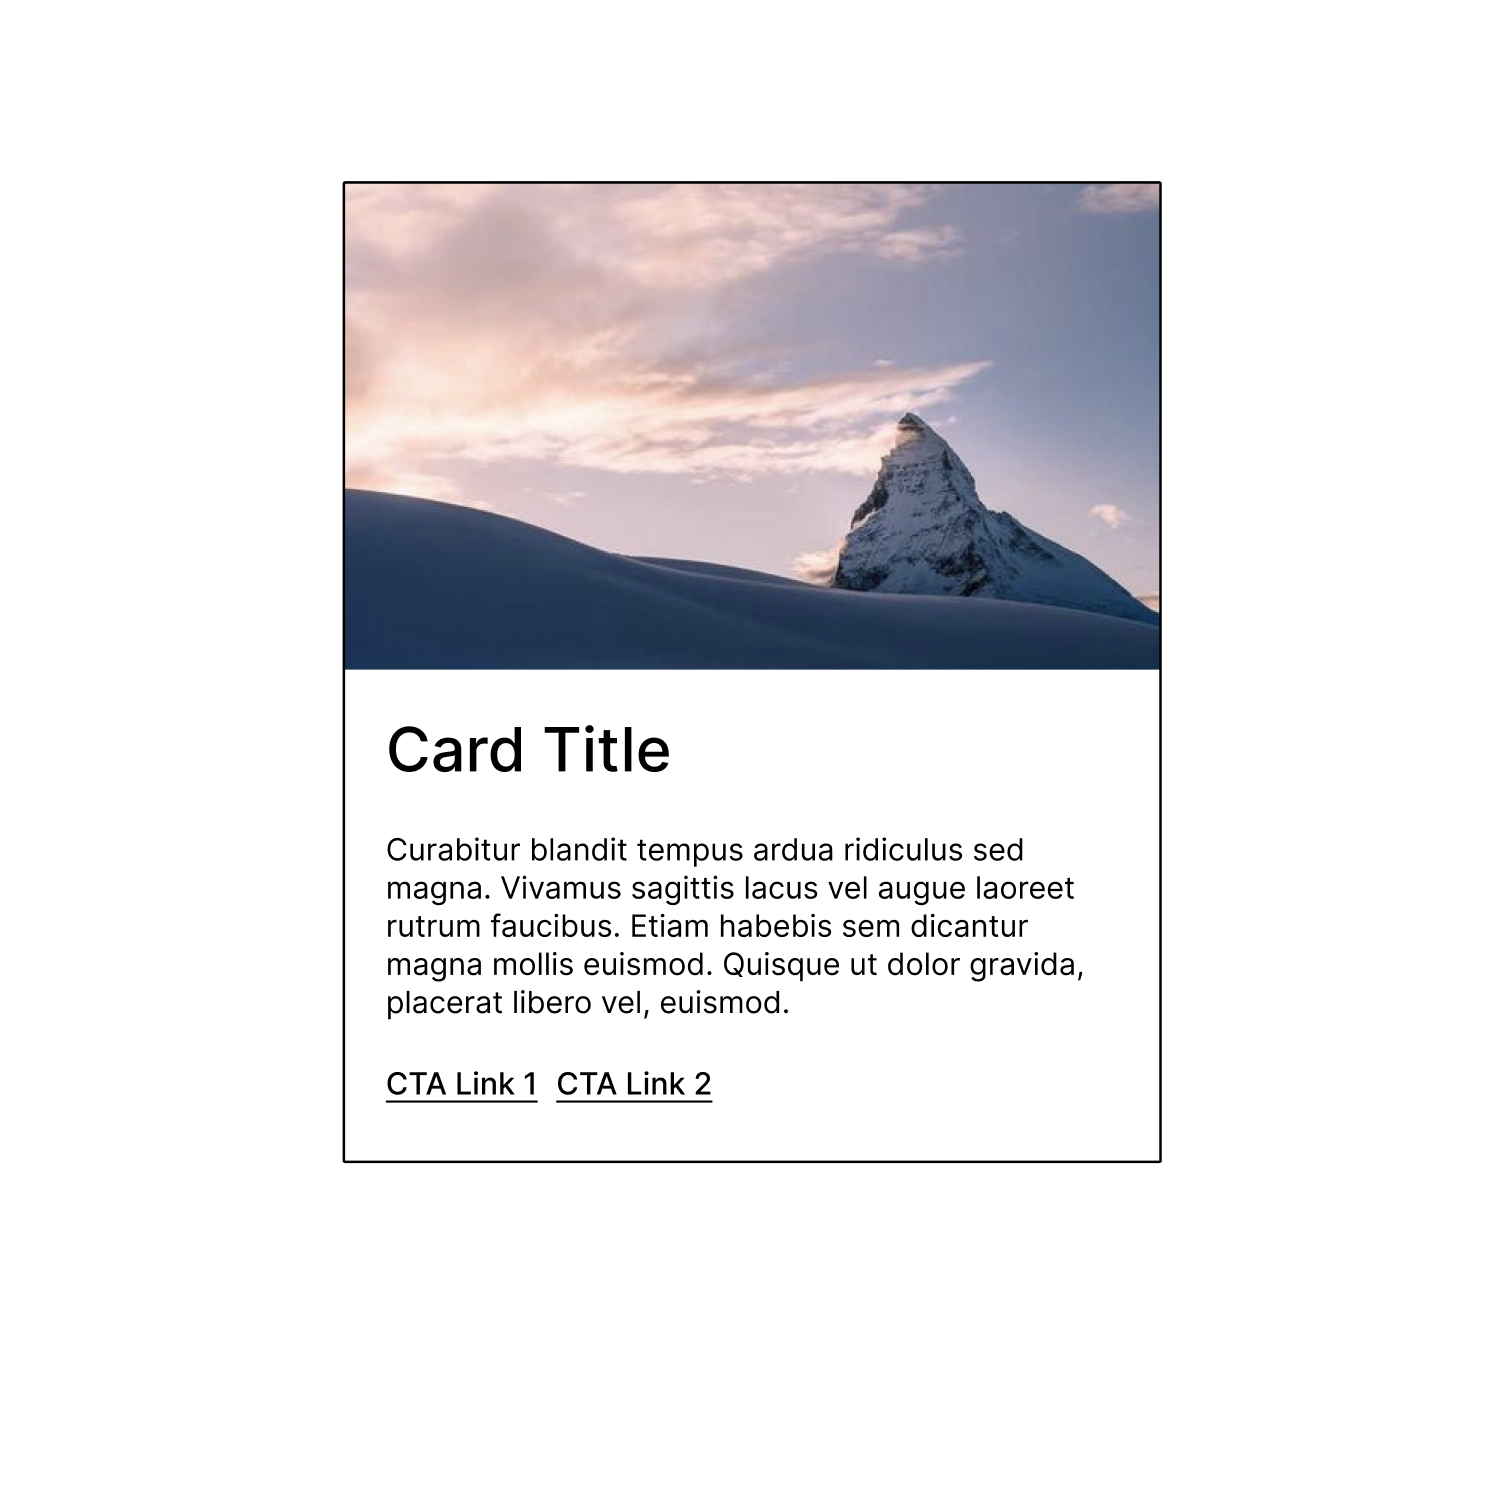 Card Title
Curabitur blandit tempus ardua ridiculus sed
magna. Vivamus sagittis lacus vel augue laoreet
rutrum faucibus. Etiam habebis sem dicantur
magna mollis euismod. Quisque ut dolor gravida,
placerat libero vel, euismod.
CTA Link 1 CTA Link 2